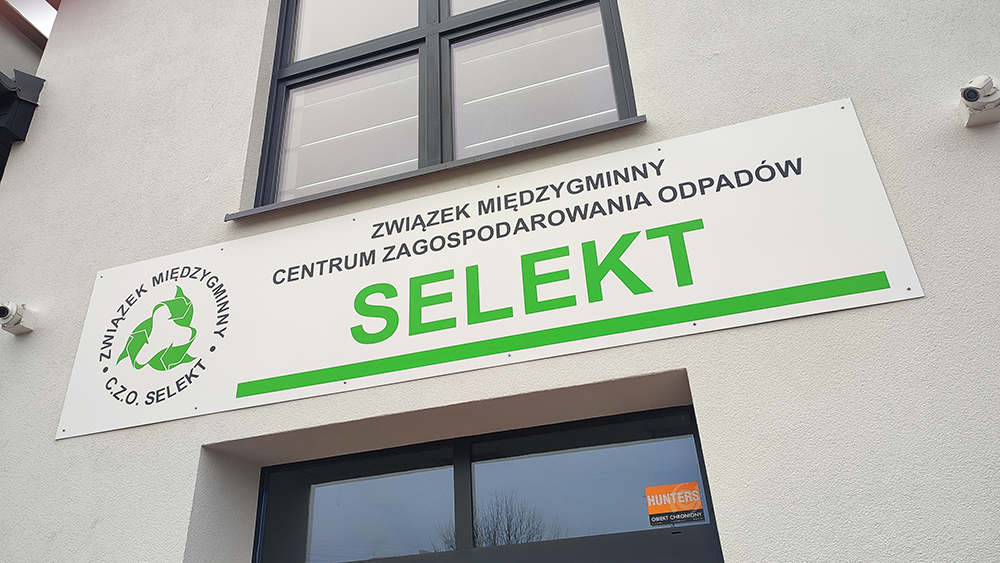 ZWIĄZEK MIĘDZYGMINNY
CENTRUM ZAGOSPODAROWANIA ODPADÓW
SELEKT
• ZWIĄZEK MIĘDZYGMINNY •
C.Z.O. SELEKT
HUNTERS
OBIEKT CHRONIONY